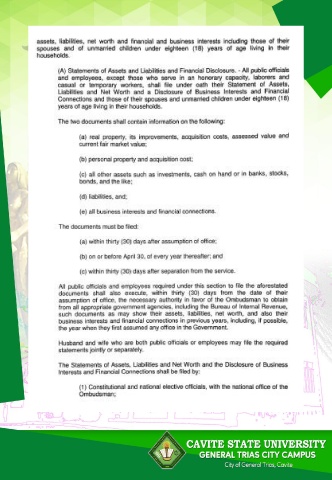 assets, liabilities, net worth and financial and business interests including those of their
spouses and of unmarried children under eighteen (18) years of age living in their
households.
(A) Statements of Assets and Liabilities and Financial Disclosure. - All public officials
and employees, except those who serve in an honorary capacity, laborers and
casual or temporary workers, shall file under oath their Statement of Assets,
Liabilities and Net Worth and a Disclosure of Business Interests and Financial
Connections and those of their spouses and unmarried children under eighteen (18)
years of age living in their households.
The two documents shall contain information on the following:
(a) real property, its improvements, acquisition costs, assessed value and
current fair market value;
(b) personal property and acquisition cost;
(c) all other assets such as investments, cash on hand or in banks, stocks,
bonds, and the like;
(d) liabilities, and;
(e) all business interests and financial connections.
The documents must be filed:
(a) within thirty (30) days after assumption of office;
(b) on or before April 30, of every year thereafter; and
(c) within thirty (30) days after separation from the service.
All public officials and employees required under this section to file the aforestated
documents shall also execute, within thirty (30) days from the date of their
assumption of office, the necessary authority in favor of the Ombudsman to obtain
from all appropriate government agencies, including the Bureau of Internal Revenue,
such documents as may show their assets, liabilities, net worth, and also their
business interests and financial connections in previous years, including, if possible,
the year when they first assumed any office in the Government.
Husband and wife who are both public officials or employees may file the required
statements jointly or separately.
The Statements of Assets, Liabilities and Net Worth and the Disclosure of Business
Interests and Financial Connections shall be filed by:
(1) Constitutional and national elective officials, with the national office of the
Ombudsman;
CAVITE STATE UNIVERSITY
GENERAL TRIAS CITY CAMPUS
City of General Trias, Cavite